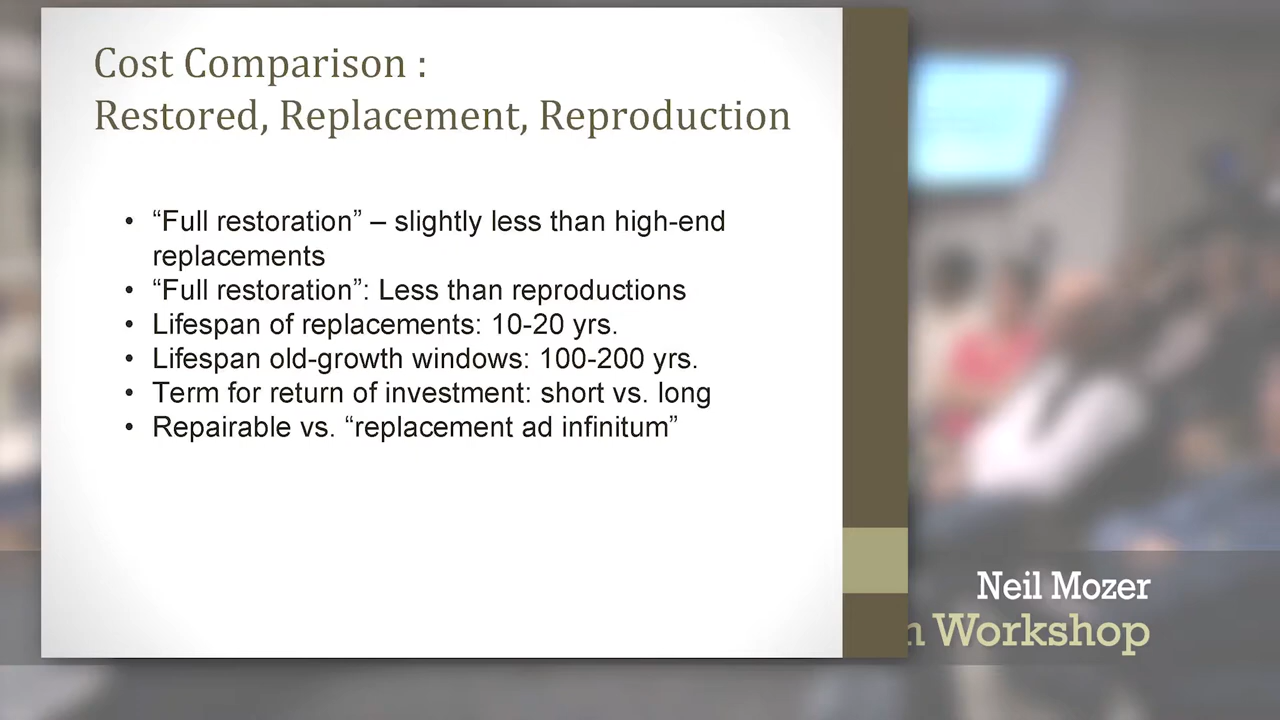 Cost Comparison :
Restored, Replacement, Reproduction
• “Full restoration” – slightly less than high-end
replacements
• “Full restoration”: Less than reproductions
• Lifespan of replacements: 10-20 yrs.
• Lifespan old-growth windows: 100-200 yrs.
• Term for return of investment: short vs. long
• Repairable vs. “replacement ad infinitum”
Neil Mozer
Workshop